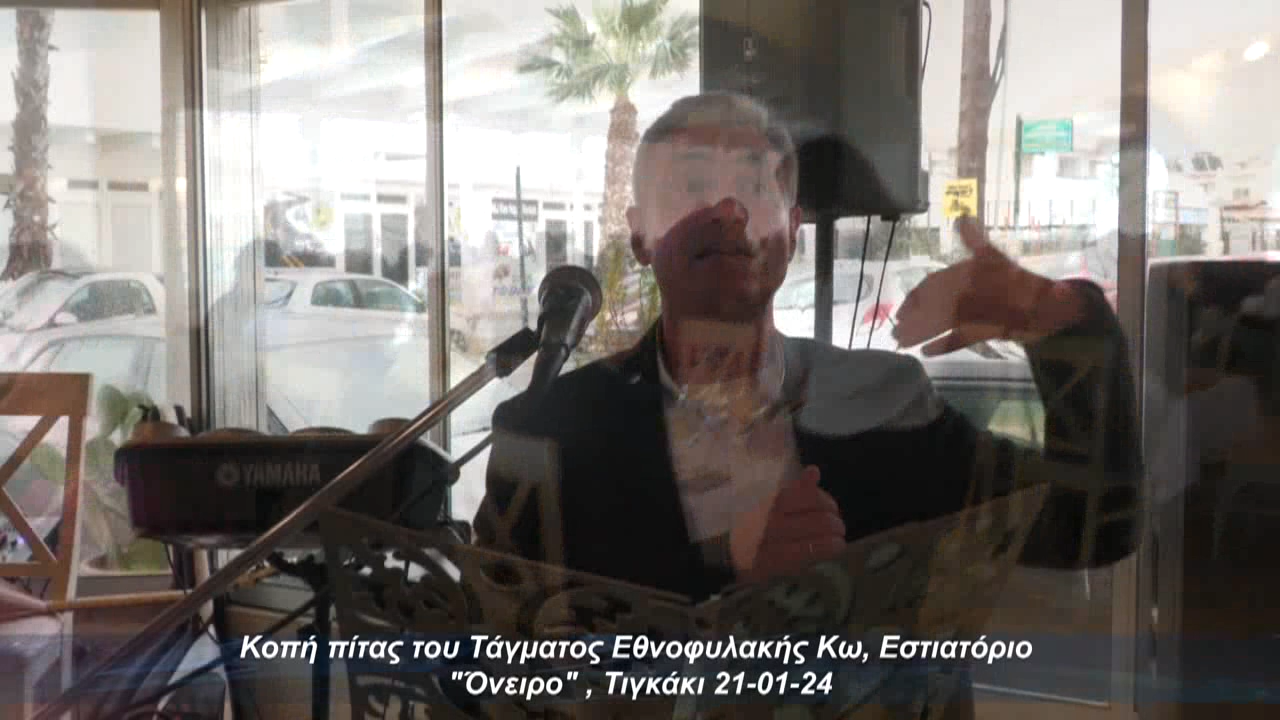 YAMAHA
Κοπή πίτας του Τάγματος Εθνοφυλακής Κω, Εστιατόριο
"Όνειρο" , Τιγκάκι 21-01-24